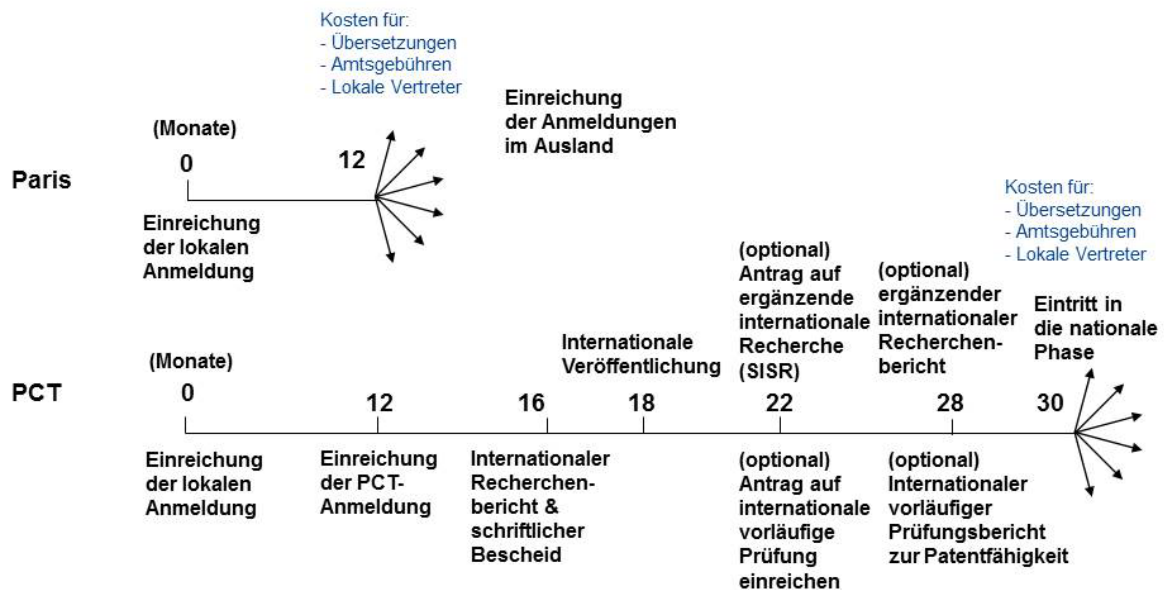 Kosten für:
- Übersetzungen
- Amtsgebühren
- Lokale Vertreter
Einreichung
der Anmeldungen
im Ausland
(Monate)
0
12
Paris
Einreichung
der lokalen
Anmeldung
Kosten für:
- Übersetzungen
- Amtsgebühren
- Lokale Vertreter
(optional)
Antrag auf
ergänzende
internationale
Recherche
(SISR)
(optional)
ergänzender
internationaler
Recherchen-
bericht
Eintritt in
die nationale
Phase
Internationale
Veröffentlichung
(Monate)
PCT
0
12
16
18
22
28
30
Einreichung
der lokalen
Anmeldung
Einreichung
der PCT-
Anmeldung
Internationaler
Recherchen-
bericht &
schriftlicher
Bescheid
(optional)
Antrag auf
internationale
vorläufige
Prüfung
einreichen
(optional)
Internationaler
vorläufiger
Prüfungsbericht
zur Patentfähigkeit